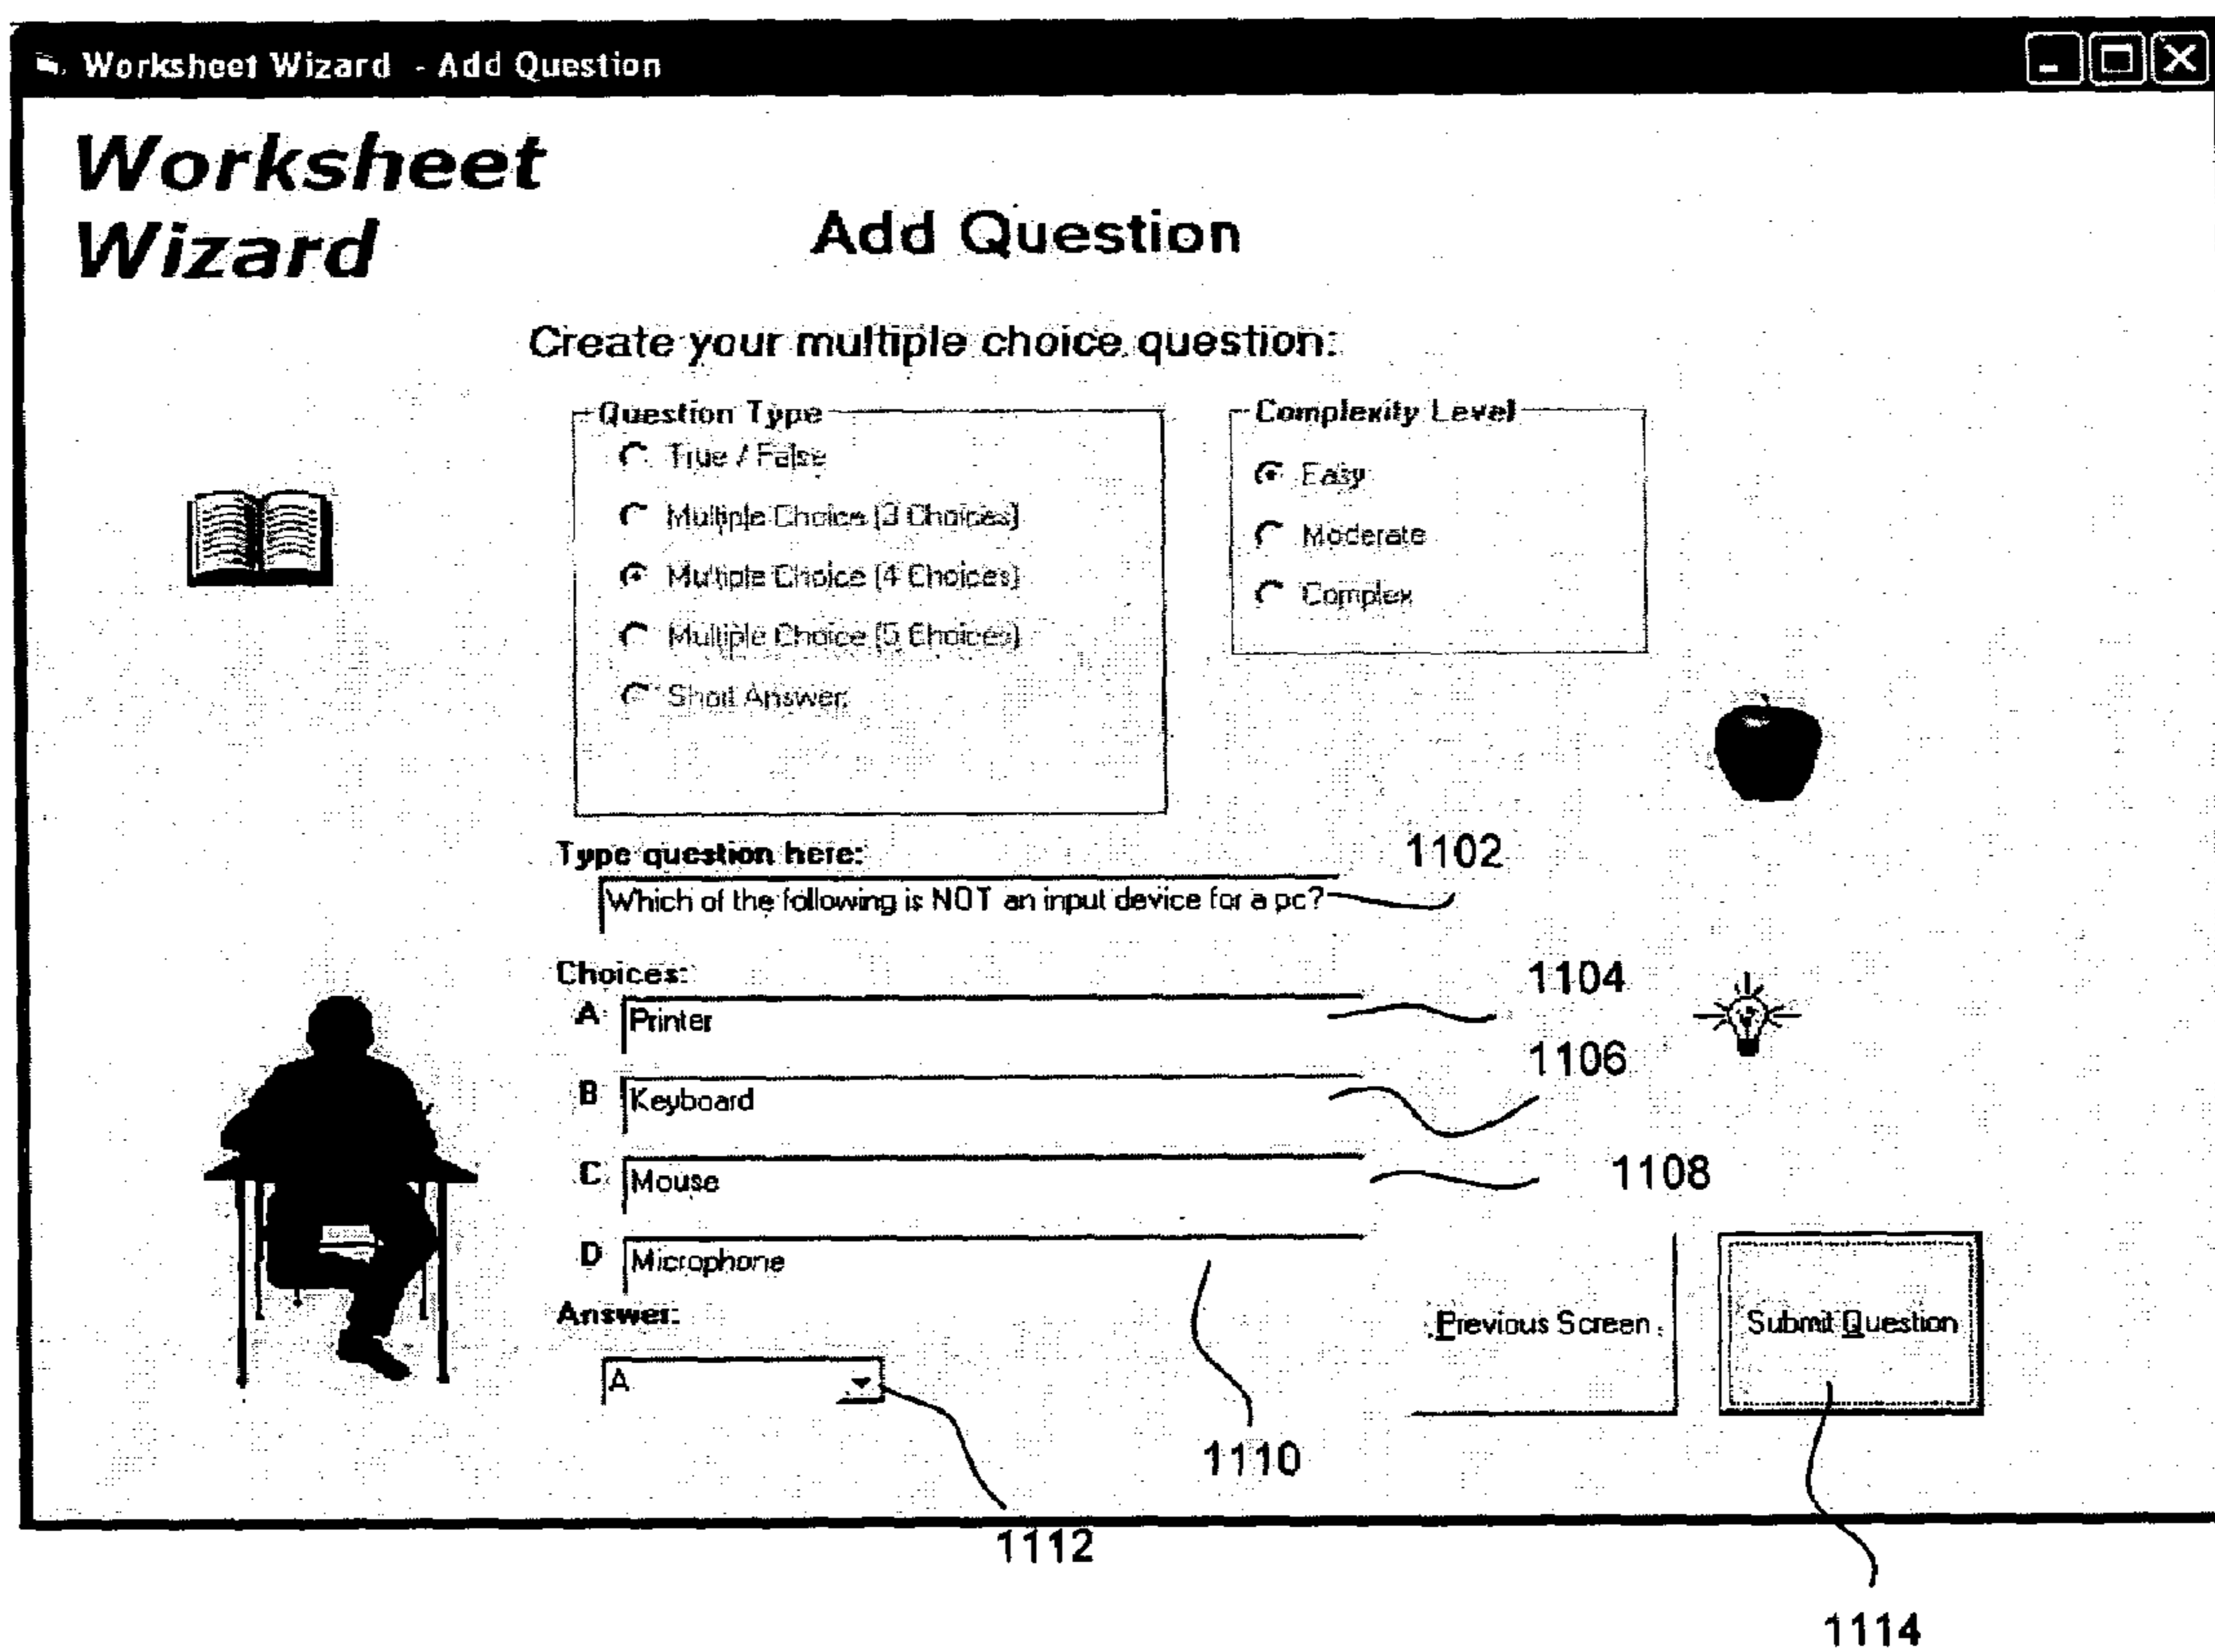 Worksheet Wizard - Add Question
Worksheet
Wizard
Add Question
Create your multiple choice question:
Question Type
True / False
Multiple Choice (3 Choices)
Multiple Choice (4 Choices)
Multiple Choice (5 Choices)
Short Answer
Complexity Level
Easy
Moderate
Complex
Type question here:
1102
Which of the following is NOT an input device for a pc?
Choices:
1104
A Printer
1106
B Keyboard
1108
C Mouse
D Microphone
Answer:
A
Previous Screen
Submit Question
1110
1112
1114